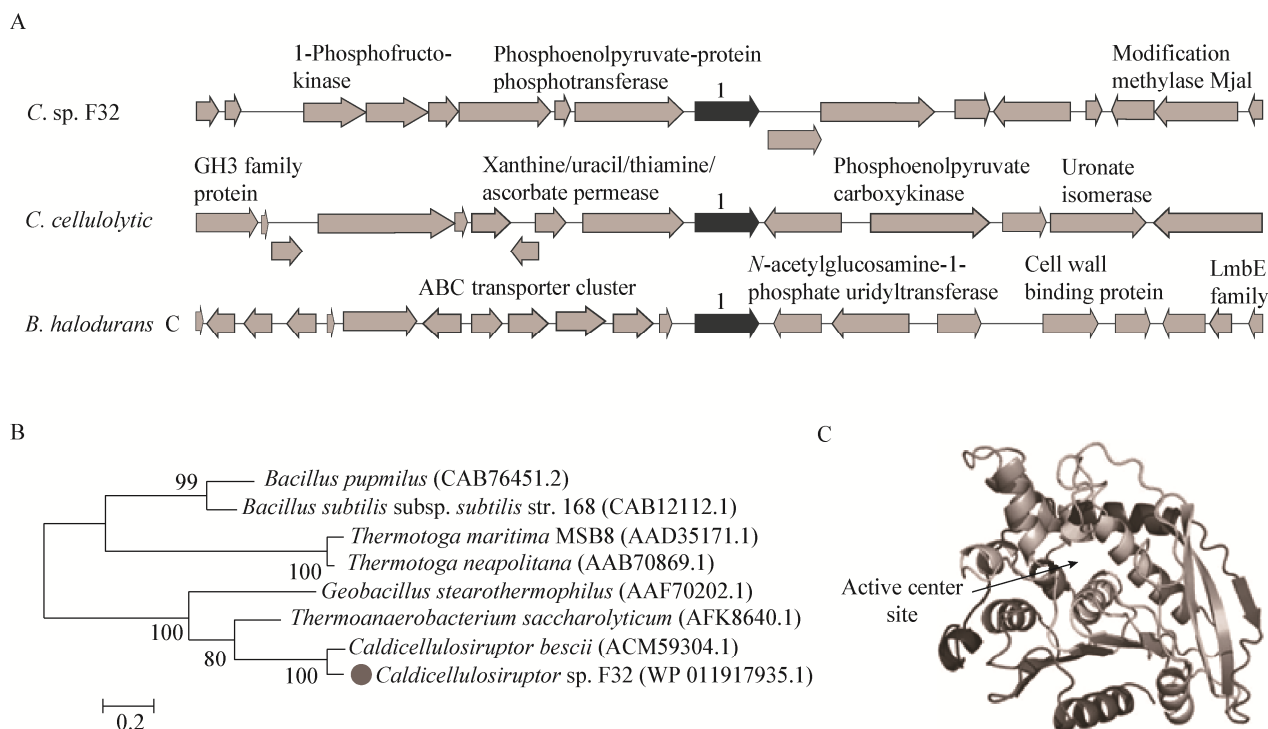 A
1-Phosphofructo-
kinase
Phosphoenolpyruvate-protein
phosphotransferase
Modification
methylase MjaI
1
C. sp. F32
GH3 family
protein
Xanthine/uracil/thiamine/
ascorbate permease
Phosphoenolpyruvate
carboxykinase
Uronate
isomerase
1
C. cellulolytic
ABC transporter cluster
N-acetylglucosamine-1-
phosphate uridyltransferase
Cell wall
binding protein
LmbE
family
1
B. halodurans C
B
99
Bacillus pupmilus (CAB76451.2)
Bacillus subtilis subsp. subtilis str. 168 (CAB12112.1)
Thermotoga maritima MSB8 (AAD35171.1)
100
Thermotoga neapolitana (AAB70869.1)
Geobacillus stearothermophilus (AAF70202.1)
100
Thermoanaerobacterium saccharolyticum (AFK8640.1)
80
Caldicellulosiruptor bescii (ACM59304.1)
100
Caldicellulosiruptor sp. F32 (WP 011917935.1)
0.2
C
Active center
site